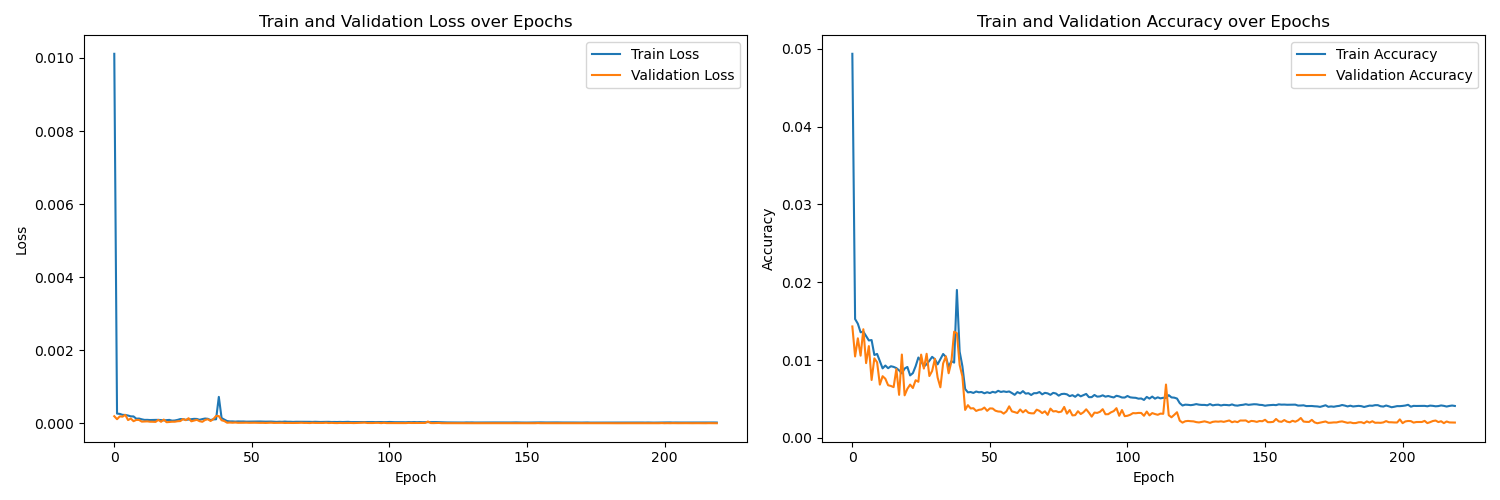 Train and Validation Loss over Epochs
Train Loss
Validation Loss
0.010
0.008
0.006
0.004
0.002
0.000
Loss
0
50
100
150
200
Epoch
Train and Validation Accuracy over Epochs
Train Accuracy
Validation Accuracy
0.05
0.04
0.03
0.02
0.01
0.00
Accuracy
0
50
100
150
200
Epoch